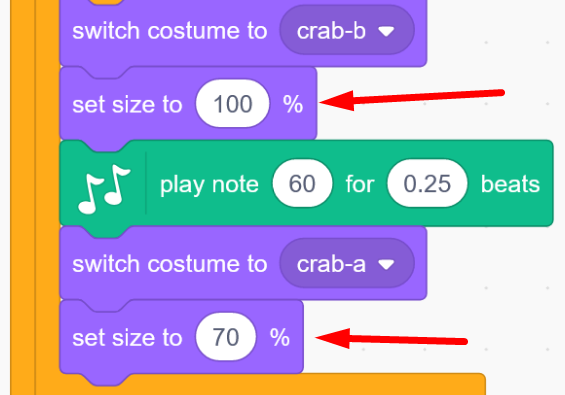 switch costume to crab-b
set size to 100 %
play note 60 for 0.25 beats
switch costume to crab-a
set size to 70 %